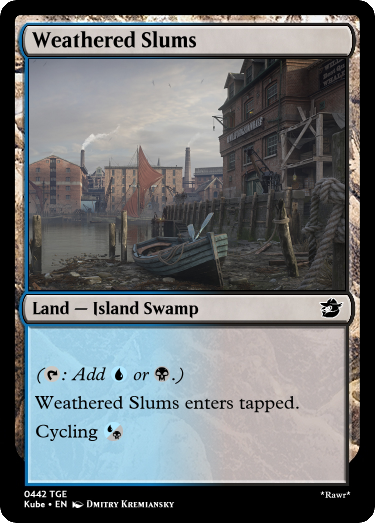 Weathered Slums
Land — Island Swamp
(: Add or .)
Weathered Slums enters tapped.
Cycling
0442 TGE
Kube • EN Dmitry Kremiansky
*Rawr*